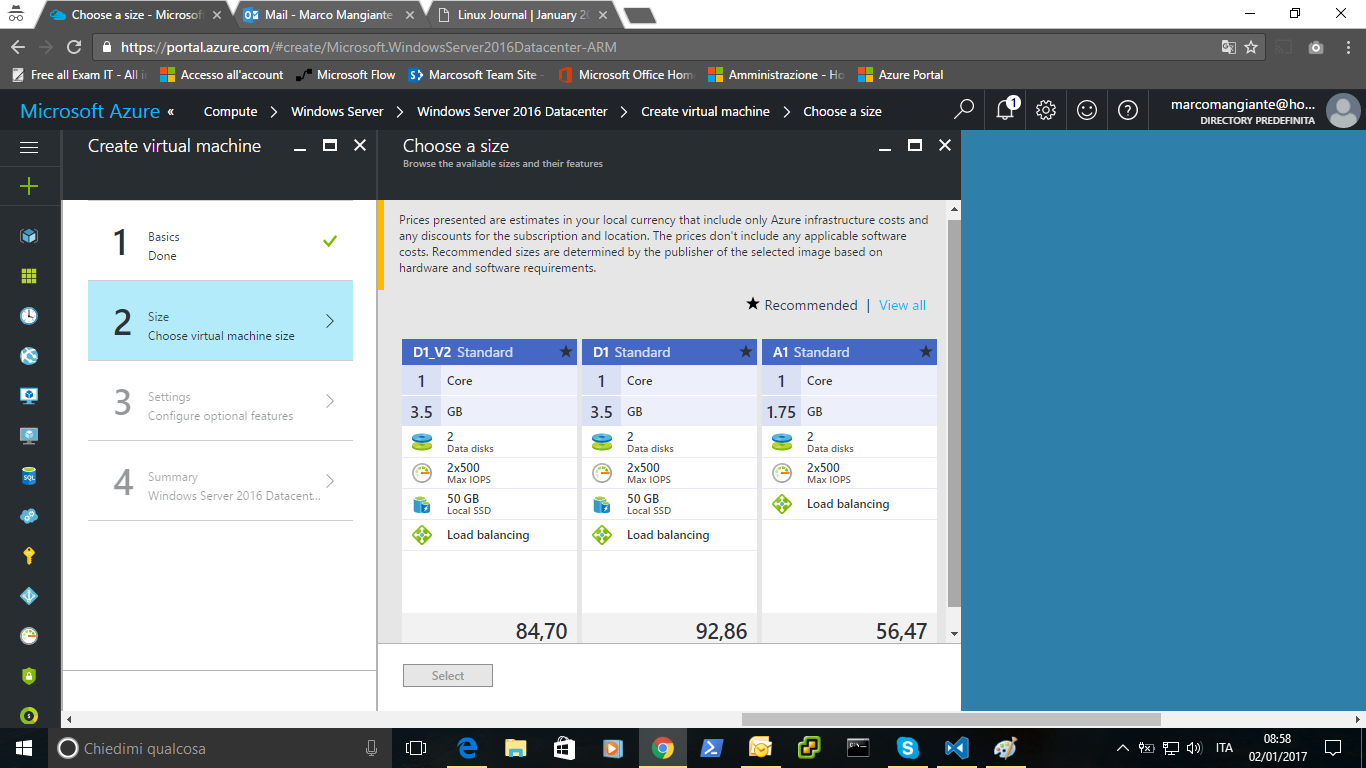 Choose a size - Microsof
Mail - Marco Mangiante
Linux Journal | January 20
https://portal.azure.com/#create/Microsoft.WindowsServer2016Datacenter-ARM
Free all Exam IT - All i
Accesso all'account
Microsoft Flow
Marcosoft Team Site -
Microsoft Office Hom
Amministrazione - Ho
Azure Portal
Microsoft Azure «
Compute > Windows Server > Windows Server 2016 Datacenter > Create virtual machine > Choose a size
1
marcomangiante@ho...
DIRECTORY PREDEFINITA
Create virtual machine
1
Basics
Done
2
Size
Choose virtual machine size
3
Settings
Configure optional features
4
Summary
Windows Server 2016 Datacent...
Choose a size
Browse the available sizes and their features
Prices presented are estimates in your local currency that include only Azure infrastructure costs and
any discounts for the subscription and location. The prices don't include any applicable software
costs. Recommended sizes are determined by the publisher of the selected image based on
hardware and software requirements.
★ Recommended | View all
D1_V2 Standard
1 Core
3.5 GB
2
Data disks
2x500
Max IOPS
50 GB
Local SSD
Load balancing
84,70
D1 Standard
1 Core
3.5 GB
2
Data disks
2x500
Max IOPS
50 GB
Local SSD
Load balancing
92,86
A1 Standard
1 Core
1.75 GB
2
Data disks
2x500
Max IOPS
Load balancing
56,47
Select
SQL
Chiedimi qualcosa
ITA
08:58
02/01/2017